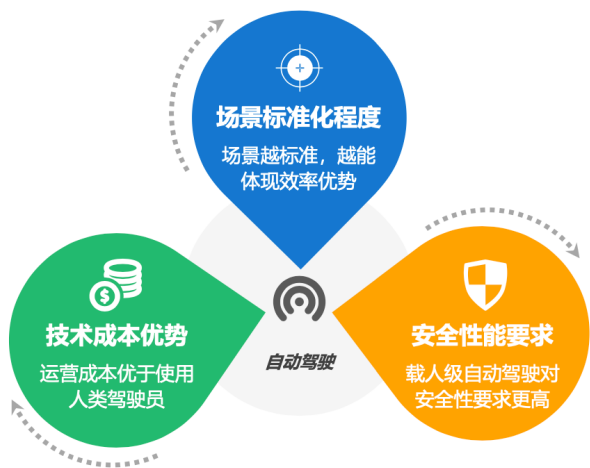 场景标准化程度
场景越标准，越能
体现效率优势
技术成本优势
运营成本优于使用
人类驾驶员
自动驾驶
安全性能要求
载人级自动驾驶对
安全性要求更高